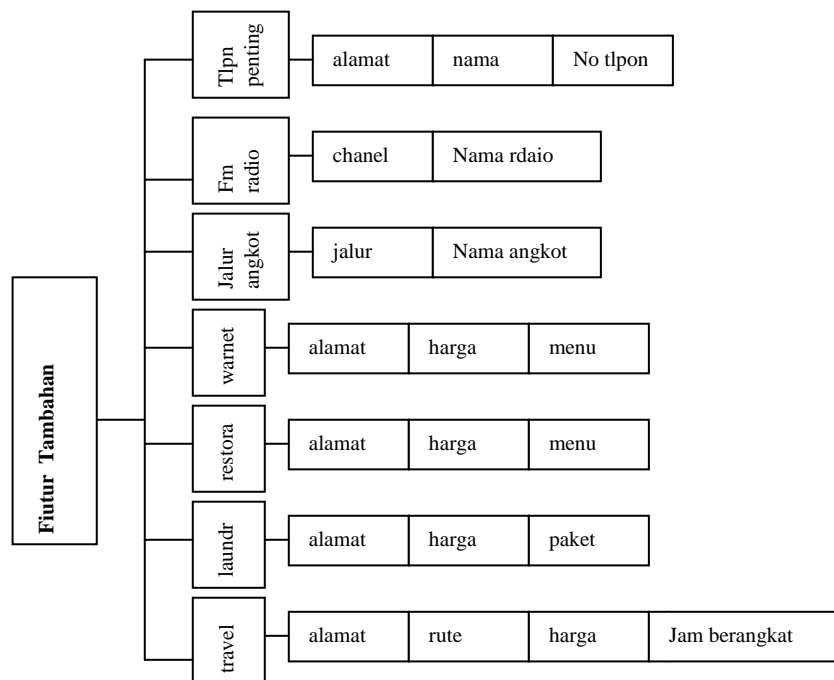 Fiutur Tambahan
Tlpn
penting
alamat
nama
No tlpon
Fm
radio
chanel
Nama rdaio
Jalur
angkot
jalur
Nama angkot
warnet
alamat
harga
menu
restora
alamat
harga
menu
laundr
alamat
harga
paket
travel
alamat
rute
harga
Jam berangkat